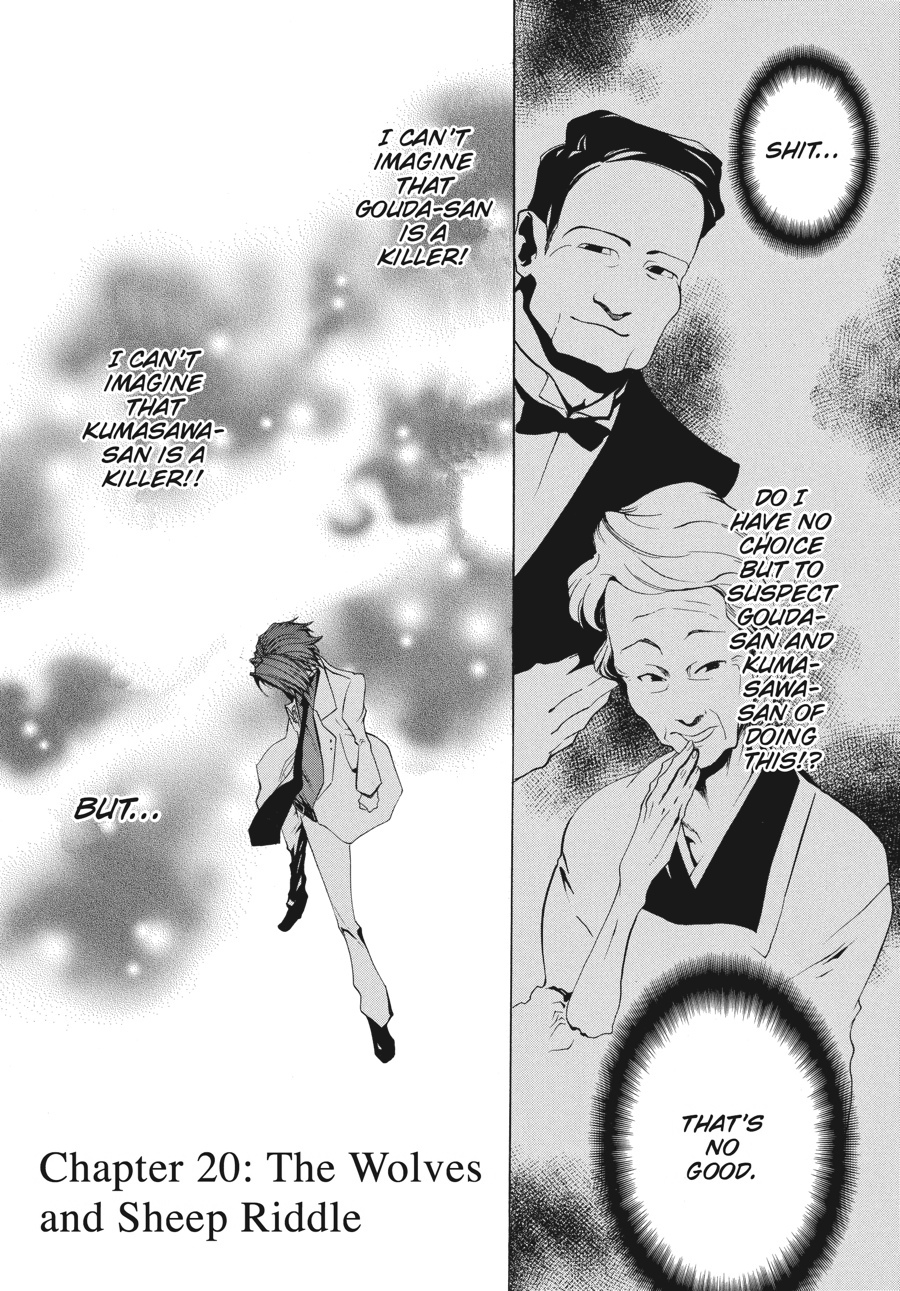 SHIT...
DO I
HAVE NO
CHOICE
BUT TO
SUSPECT
GOUDA-
SAN AND
KUMA-
SAWA-
SAN OF
DOING
THIS!?
THAT'S
NO
GOOD.
I CAN'T
IMAGINE
THAT
GOUDA-SAN
IS A
KILLER!
I CAN'T
IMAGINE
THAT
KUMASAWA-
SAN IS A
KILLER!!
BUT...
Chapter 20: The Wolves
and Sheep Riddle